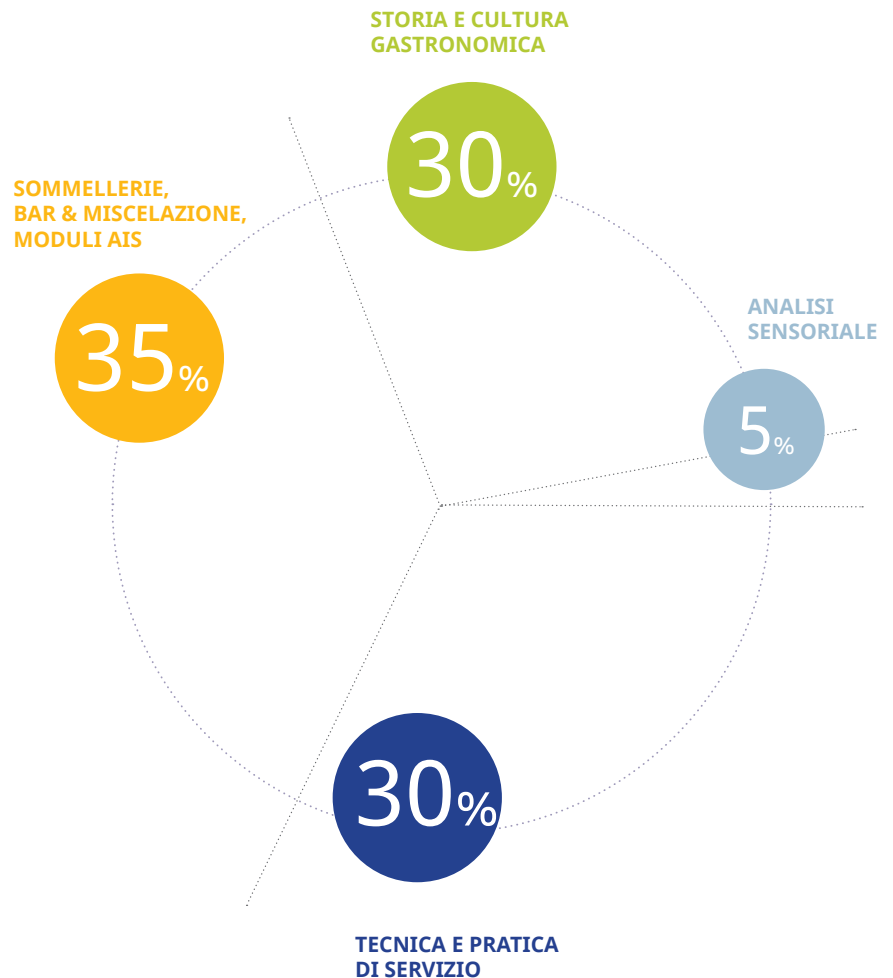 STORIA E CULTURA
GASTRONOMICA
30%
SOMMELLERIE,
BAR & MISCELAZIONE,
MODULI AIS
35%
ANALISI
SENSORIALE
5%
30%
TECNICA E PRATICA
DI SERVIZIO